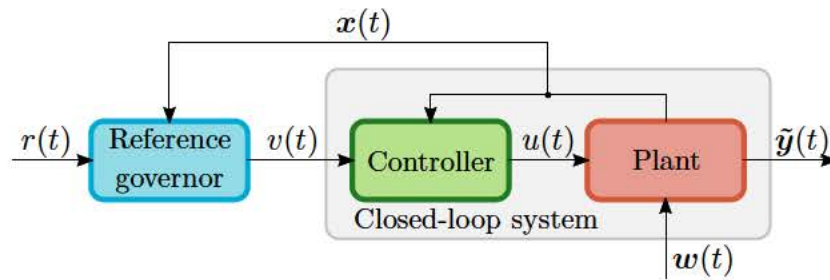 x(t)
r(t)
Reference
governor
v(t)
Controller
u(t)
Plant
ỹ(t)
Closed-loop system
w(t)